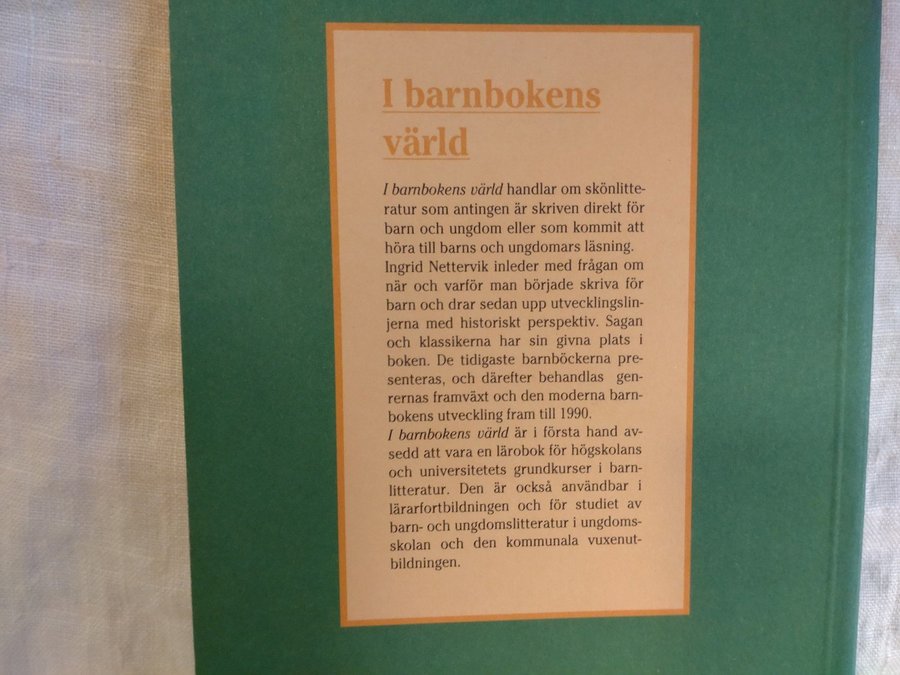 I barnbokens
värld
I barnbokens värld handlar om skönlitte-
ratur som antingen är skriven direkt för
barn och ungdom eller som kommit att
höra till barns och ungdomars läsning.
Ingrid Nettervik inleder med frågan om
när och varför man började skriva för
barn och drar sedan upp utvecklingslin-
jerna med historiskt perspektiv. Sagan
och klassikerna har sin givna plats i
boken. De tidigaste barnböckerna pre-
senteras, och därefter behandlas gen-
rernas framväxt och den moderna barn-
bokens utveckling fram till 1990.
I barnbokens värld är i första hand av-
sedd att vara en lärobok för högskolans
och universitetets grundkurser i barn-
litteratur. Den är också användbar i
lärarfortbildningen och för studiet av
barn- och ungdomslitteratur i ungdoms-
skolan och den kommunala vuxenut-
bildningen.